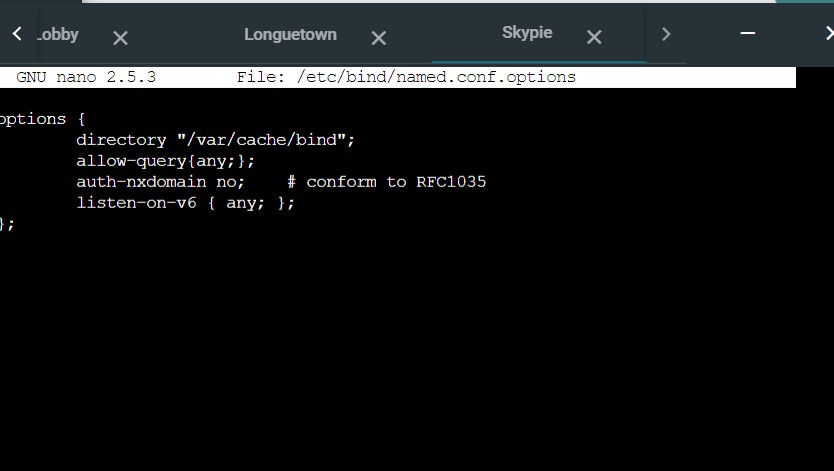 Lobby Longuetown Skypie
GNU nano 2.5.3 File: /etc/bind/named.conf.options
options {
directory "/var/cache/bind";
allow-query{any;};
auth-nxdomain no; # conform to RFC1035
listen-on-v6 { any; };
};